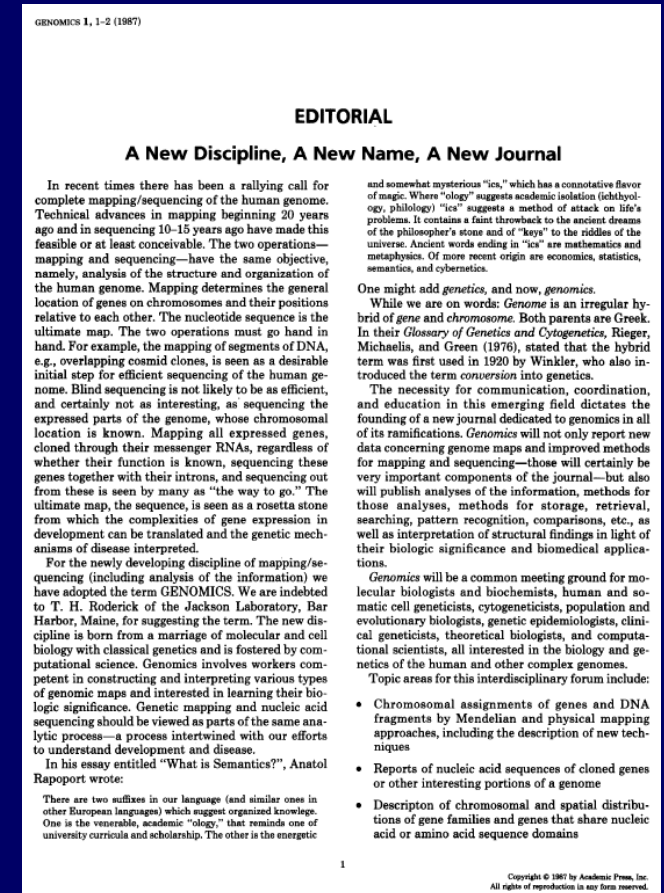 GENOMICS 1, 1–2 (1987)
EDITORIAL
A New Discipline, A New Name, A New Journal
In recent times there has been a rallying call for
complete mapping/sequencing of the human genome.
Technical advances in mapping beginning 20 years
ago and in sequencing 10–15 years ago have made this
feasible or at least conceivable. The two operations—
mapping and sequencing—have the same objective,
namely, analysis of the structure and organization of
the human genome. Mapping determines the general
location of genes on chromosomes and their positions
relative to each other. The nucleotide sequence is the
ultimate map. The two operations must go hand in
hand. For example, the mapping of segments of DNA,
e.g., overlapping cosmid clones, is seen as a desirable
initial step for efficient sequencing of the human ge-
nome. Blind sequencing is not likely to be as efficient,
and certainly not as interesting, as sequencing the
expressed parts of the genome, whose chromosomal
location is known. Mapping all expressed genes,
cloned through their messenger RNAs, regardless of
whether their function is known, sequencing these
genes together with their introns, and sequencing out
from these is seen by many as “the way to go.” The
ultimate map, the sequence, is seen as a rosetta stone
from which the complexities of gene expression in
development can be translated and the genetic mech-
anisms of disease interpreted.
For the newly developing discipline of mapping/se-
quencing (including analysis of the information) we
have adopted the term GENOMICS. We are indebted
to T. H. Roderick of the Jackson Laboratory, Bar
Harbor, Maine, for suggesting the term. The new dis-
cipline is born from a marriage of molecular and cell
biology with classical genetics and is fostered by com-
putational science. Genomics involves workers com-
petent in constructing and interpreting various types
of genomic maps and interested in learning their bio-
logic significance. Genetic mapping and nucleic acid
sequencing should be viewed as parts of the same ana-
lytic process—a process intertwined with our efforts
to understand development and disease.
In his essay entitled “What is Semantics?”, Anatol
Rapoport wrote:
There are two suffixes in our language (and similar ones in
other European languages) which suggest organized knowlege.
One is the venerable, academic “ology,” that reminds one of
university curricula and scholarship. The other is the energetic
and somewhat mysterious “ics,” which has a connotative flavor
of magic. Where “ology” suggests academic isolation (ichthyol-
ogy, philology) “ics” suggests a method of attack on life's
problems. It contains a faint throwback to the ancient dreams
of the philosopher's stone and of “keys” to the riddles of the
universe. Ancient words ending in “ics” are mathematics and
metaphysics. Of more recent origin are economics, statistics,
semantics, and cybernetics.
One might add genetics, and now, genomics.
While we are on words: Genome is an irregular hy-
brid of gene and chromosome. Both parents are Greek.
In their Glossary of Genetics and Cytogenetics, Rieger,
Michaelis, and Green (1976), stated that the hybrid
term was first used in 1920 by Winkler, who also in-
troduced the term conversion into genetics.
The necessity for communication, coordination,
and education in this emerging field dictates the
founding of a new journal dedicated to genomics in all
of its ramifications. Genomics will not only report new
data concerning genome maps and improved methods
for mapping and sequencing—those will certainly be
very important components of the journal—but also
will publish analyses of the information, methods for
those analyses, methods for storage, retrieval,
searching, pattern recognition, comparisons, etc., as
well as interpretation of structural findings in light of
their biologic significance and biomedical applica-
tions.
Genomics will be a common meeting ground for mo-
lecular biologists and biochemists, human and so-
matic cell geneticists, cytogeneticists, population and
evolutionary biologists, genetic epidemiologists, clini-
cal geneticists, theoretical biologists, and computa-
tional scientists, all interested in the biology and ge-
netics of the human and other complex genomes.
Topic areas for this interdisciplinary forum include:
• Chromosomal assignments of genes and DNA
fragments by Mendelian and physical mapping
approaches, including the description of new tech-
niques
• Reports of nucleic acid sequences of cloned genes
or other interesting portions of a genome
• Descripton of chromosomal and spatial distribu-
tions of gene families and genes that share nucleic
acid or amino acid sequence domains
1
Copyright © 1987 by Academic Press, Inc.
All rights of reproduction in any form reserved.